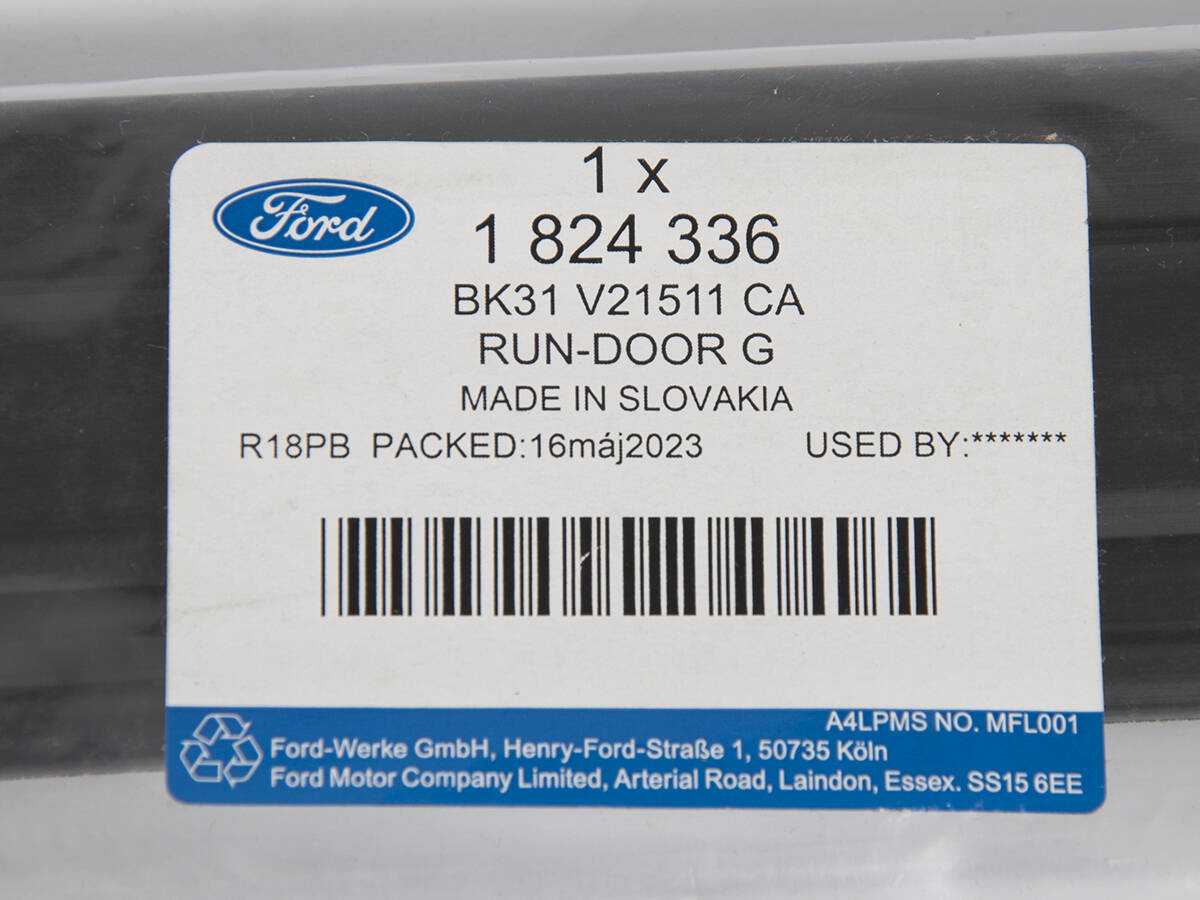 Ford
1 x
1 824 336
BK31 V21511 CA
RUN-DOOR G
MADE IN SLOVAKIA
R18PB PACKED:16máj2023 USED BY:*******
A4LPMS NO. MFL001
Ford-Werke GmbH, Henry-Ford-Straße 1, 50735 Köln
Ford Motor Company Limited, Arterial Road, Laindon, Essex. SS15 6EE